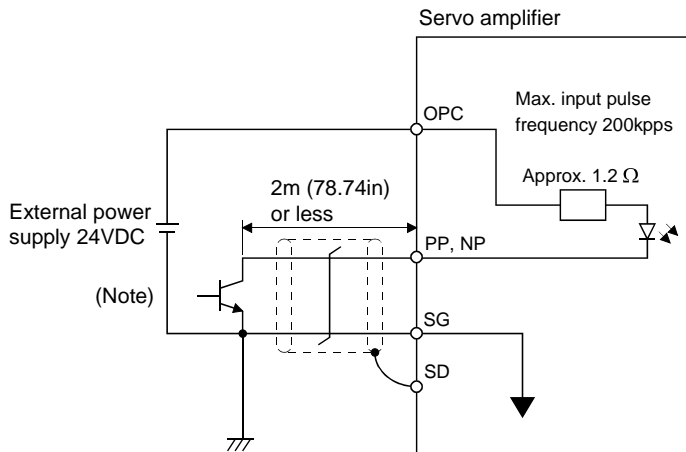 Servo amplifier
OPC
Max. input pulse
frequency 200kpps
2m (78.74in)
or less
Approx. 1.2 Ω
External power
supply 24VDC
PP, NP
(Note)
SG
SD